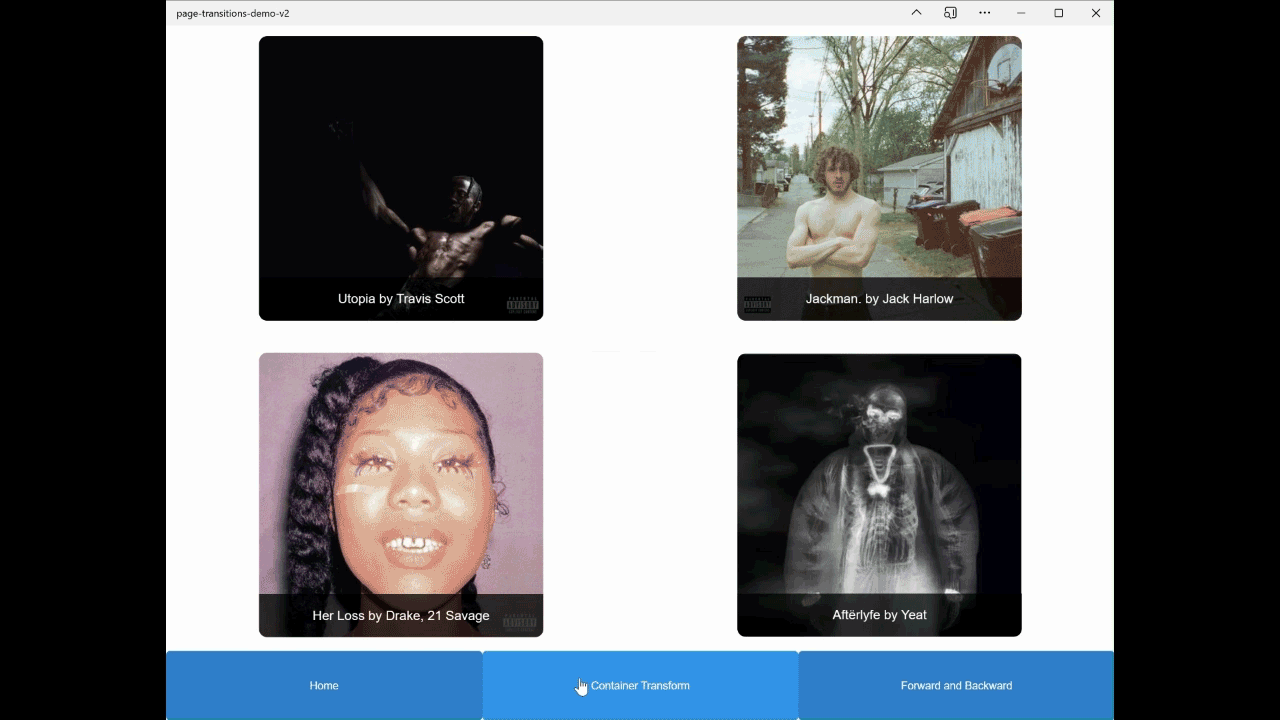 page-transitions-demo-v2
Utopia by Travis Scott
Jackman. by Jack Harlow
Her Loss by Drake, 21 Savage
Aftërlyfe by Yeat
Home
Container Transform
Forward and Backward